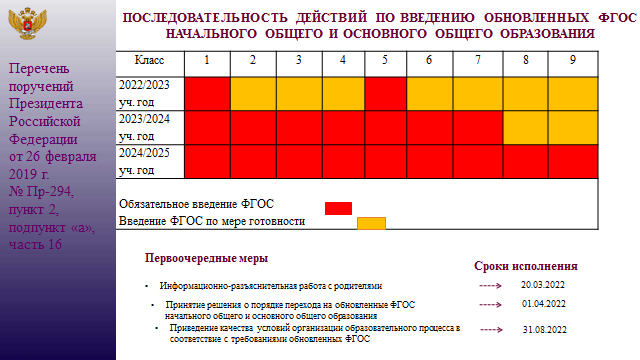 ПОСЛЕДОВАТЕЛЬНОСТЬ ДЕЙСТВИЙ ПО ВВЕДЕНИЮ ОБНОВЛЕННЫХ ФГОС
НАЧАЛЬНОГО ОБЩЕГО И ОСНОВНОГО ОБЩЕГО ОБРАЗОВАНИЯ
Перечень
поручений
Президента
Российской
Федерации
от 26 февраля
2019 г.
№ Пр-294,
пункт 2,
подпункт «а»,
часть 16
Класс 1 2 3 4 5 6 7 8 9
2022/2023
уч. год
2023/2024
уч. год
2024/2025
уч. год
Обязательное введение ФГОС
Введение ФГОС по мере готовности
Первоочередные меры Сроки исполнения
• Информационно-разъяснительная работа с родителями 20.03.2022
• Принятие решения о порядке перехода на обновленные ФГОС 01.04.2022
начального общего и основного общего образования
• Приведение качества условий организации образовательного процесса в 31.08.2022
соответствие с требованиями обновленных ФГОС